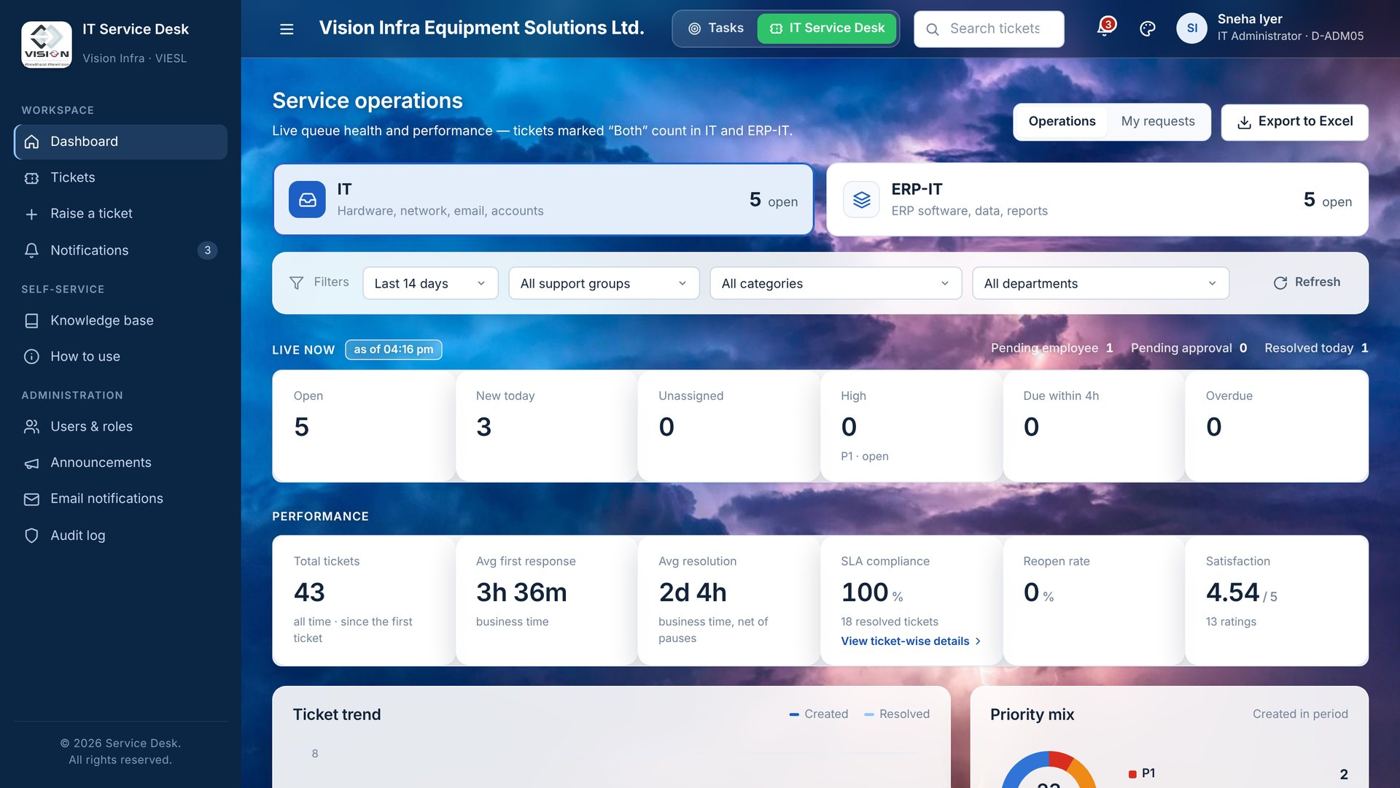 VISION
IT Service Desk
Vision Infra · VIESL
WORKSPACE
Dashboard
Tickets
Raise a ticket
Notifications 3
SELF-SERVICE
Knowledge base
How to use
ADMINISTRATION
Users & roles
Announcements
Email notifications
Audit log
© 2026 Service Desk.
All rights reserved.
Vision Infra Equipment Solutions Ltd.
Tasks
IT Service Desk
Search tickets
3
SI
Sneha Iyer
IT Administrator · D-ADM05
Service operations
Live queue health and performance — tickets marked “Both” count in IT and ERP-IT.
Operations
My requests
Export to Excel
IT
Hardware, network, email, accounts
5 open
ERP-IT
ERP software, data, reports
5 open
Filters
Last 14 days
All support groups
All categories
All departments
Refresh
LIVE NOW
as of 04:16 pm
Pending employee 1
Pending approval 0
Resolved today 1
Open
5
New today
3
Unassigned
0
High
0
P1 · open
Due within 4h
0
Overdue
0
PERFORMANCE
Total tickets
43
all time · since the first
ticket
Avg first response
3h 36m
business time
Avg resolution
2d 4h
business time, net of
pauses
SLA compliance
100 %
18 resolved tickets
View ticket-wise details
Reopen rate
0 %
Satisfaction
4.54 / 5
13 ratings
Ticket trend
Created
Resolved
8
Priority mix
Created in period
P1
2